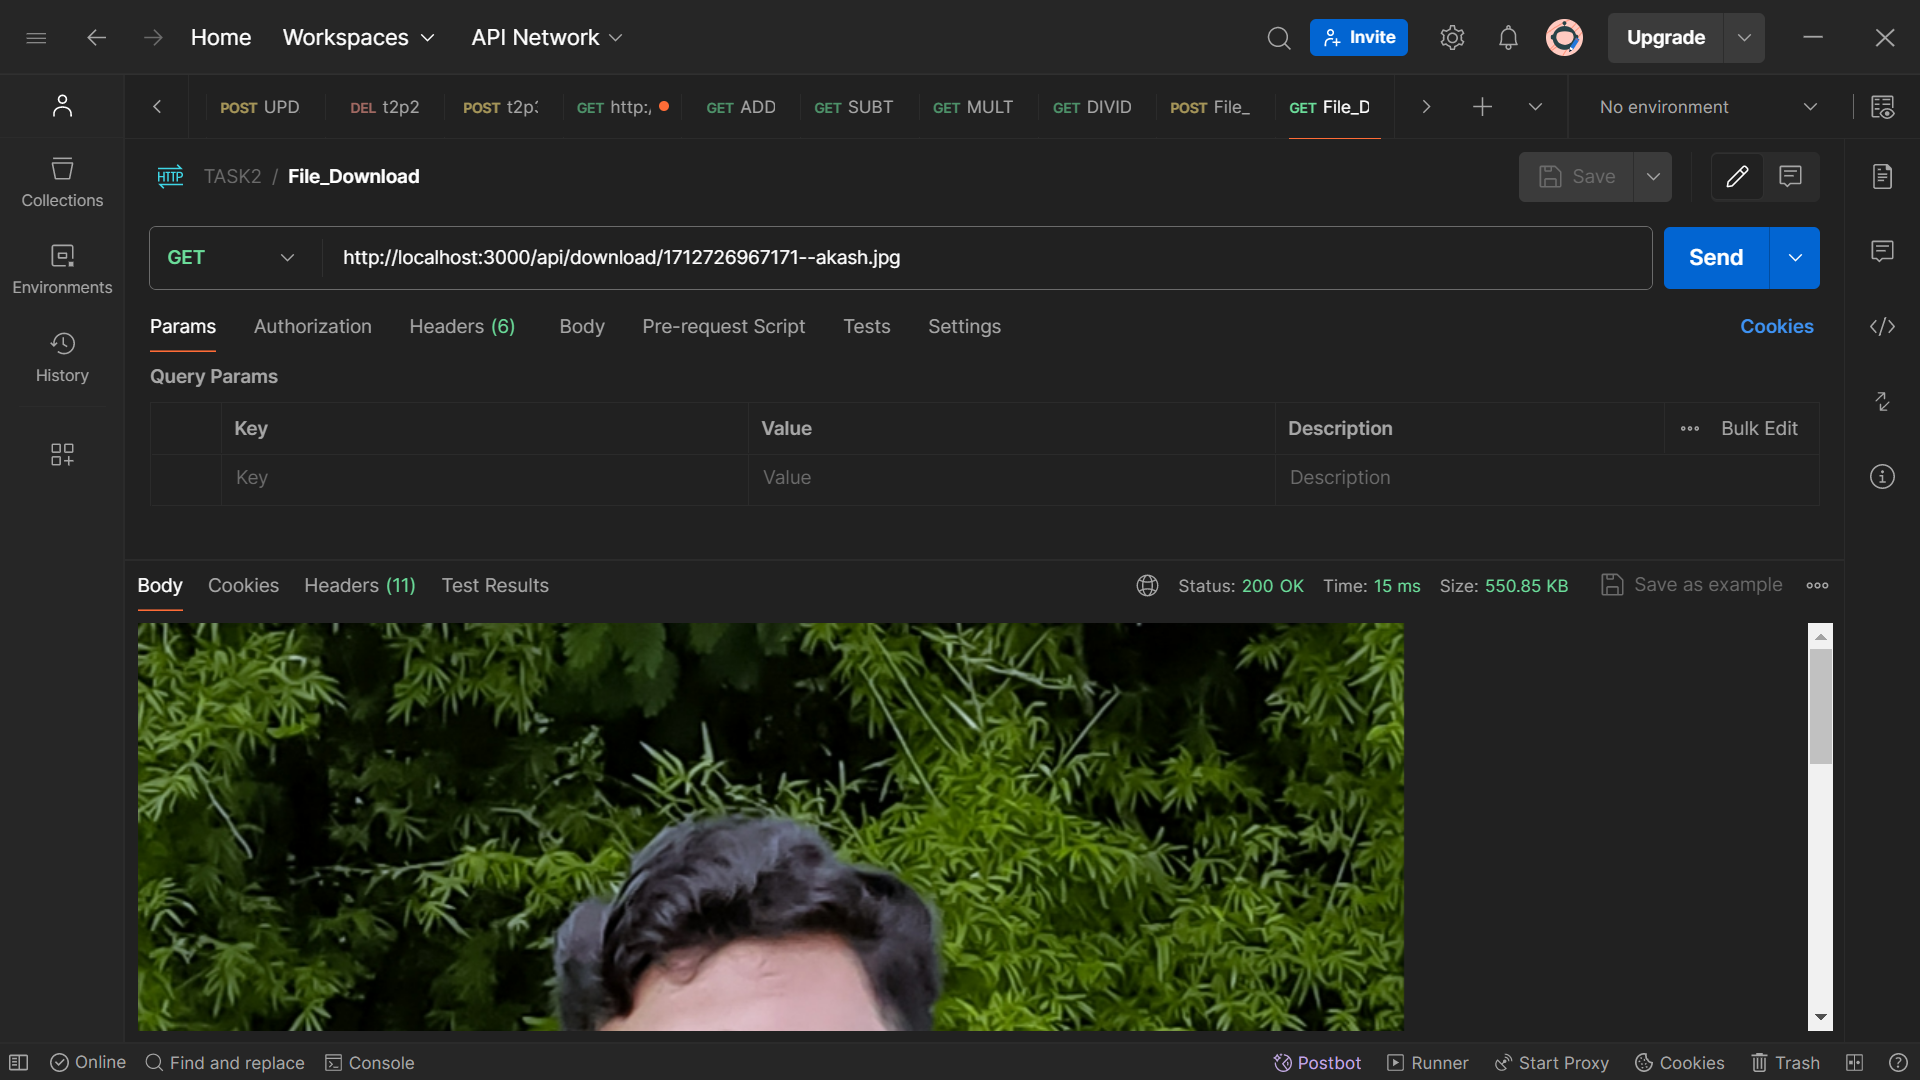 Home Workspaces API Network Invite Upgrade
POST UPD DEL t2p2 POST t2p GET http:/ GET ADD GET SUBT GET MULT GET DIVID POST File_ GET File_D No environment
HTTP TASK2 / File_Download Save
Collections
Environments
History
GET http://localhost:3000/api/download/1712726967171--akash.jpg Send
Params Authorization Headers (6) Body Pre-request Script Tests Settings Cookies
Query Params
Key Value Description Bulk Edit
Key Value Description
Body Cookies Headers (11) Test Results Status: 200 OK Time: 15 ms Size: 550.85 KB Save as example
Online Find and replace Console Postbot Runner Start Proxy Cookies Trash